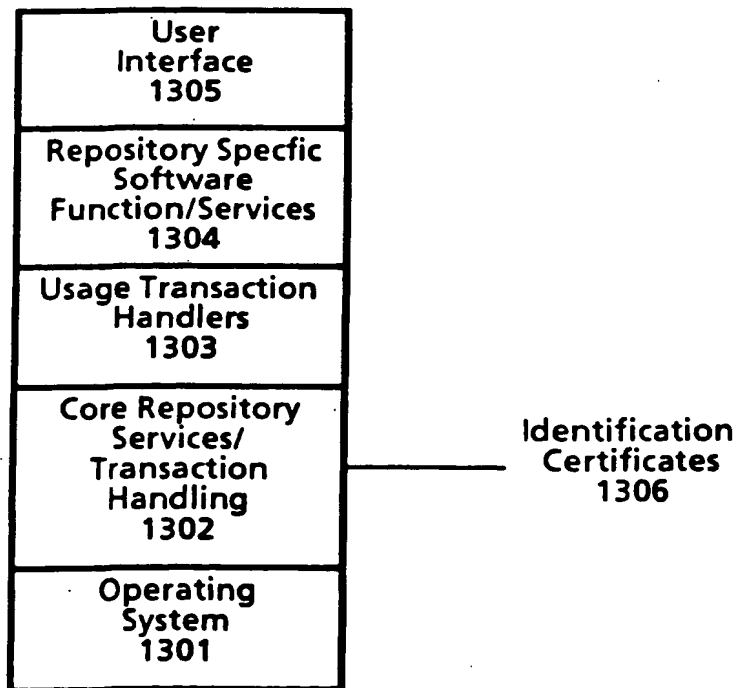 User
Interface
1305
Repository Specfic
Software
Function/Services
1304
Usage Transaction
Handlers
1303
Core Repository
Services/
Transaction
Handling
1302
Identification
Certificates
1306
Operating
System
1301